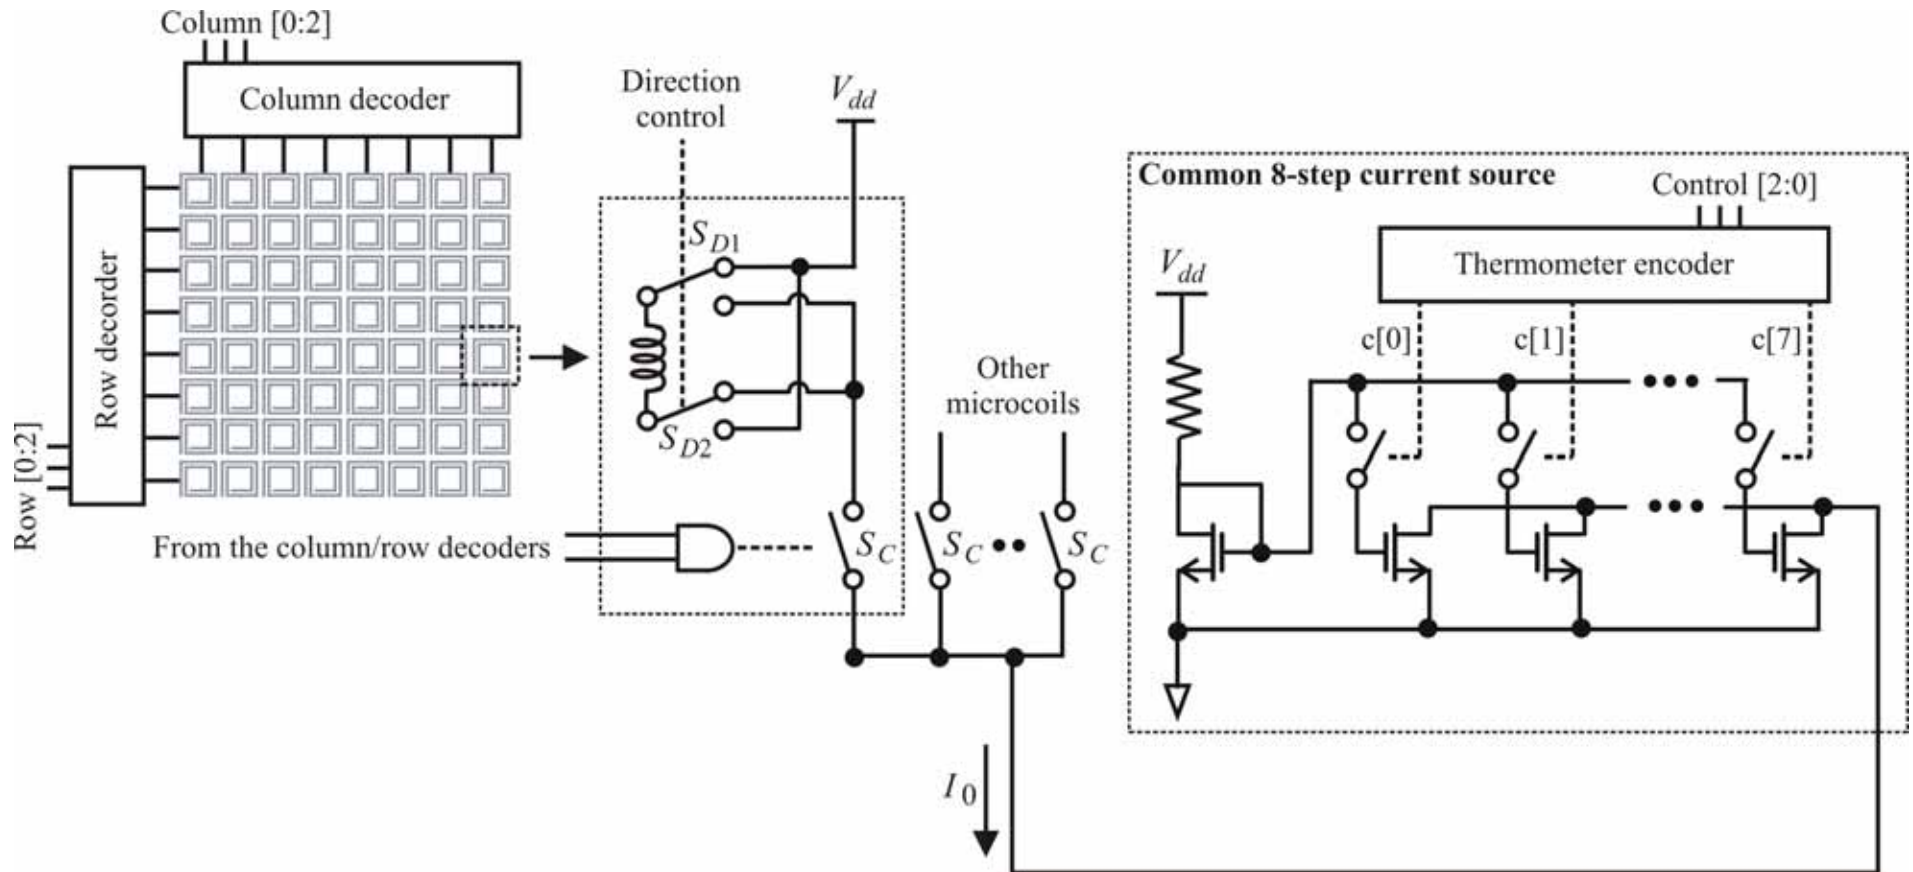 Column [0:2]
Column decoder
Row decorder
Row [0:2]
Direction
control
V_dd
S_D1
S_D2
From the column/row decoders
S_C
S_C
S_C
Other
microcoils
I_0
Common 8-step current source
Control [2:0]
Thermometer encoder
V_dd
c[0]
c[1]
c[7]